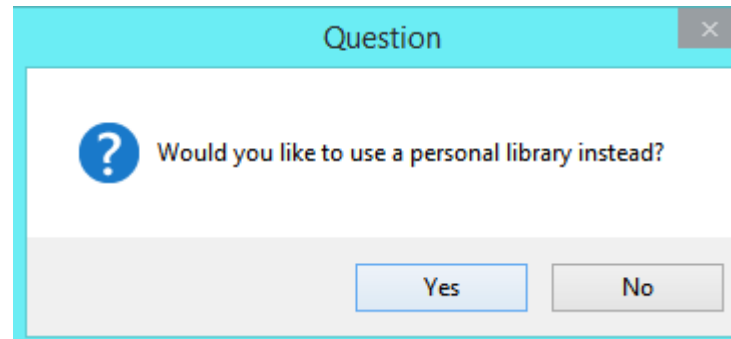 Question
Would you like to use a personal library instead?
Yes
No